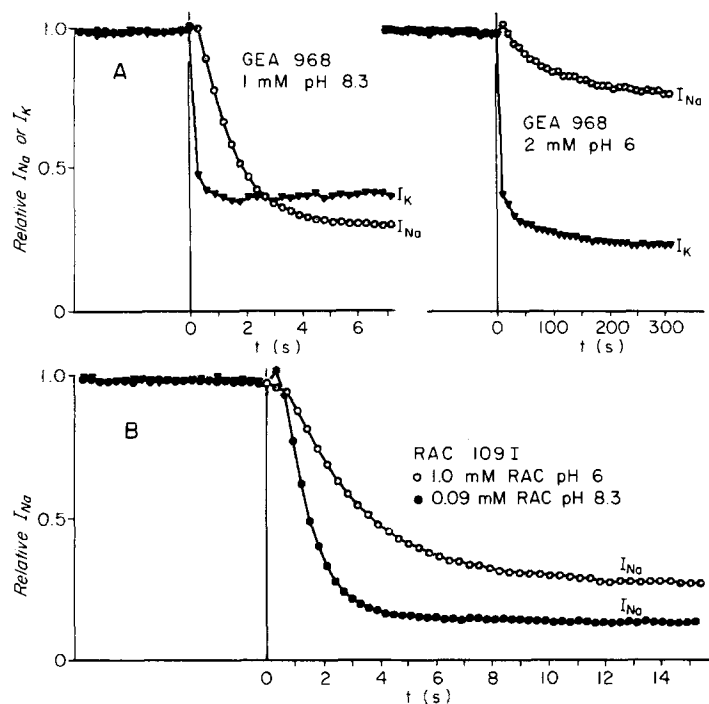 Relative I_Na or I_K
1.0
0.5
0
A
GEA 968
1 mM pH 8.3
I_K
I_Na
0 2 4 6
t (s)
GEA 968
2 mM pH 6
I_Na
I_K
0 100 200 300
t (s)
Relative I_Na
1.0
0.5
0
B
RAC 109 I
○ 1.0 mM RAC pH 6
● 0.09 mM RAC pH 8.3
I_Na
I_Na
0 2 4 6 8 10 12 14
t (s)